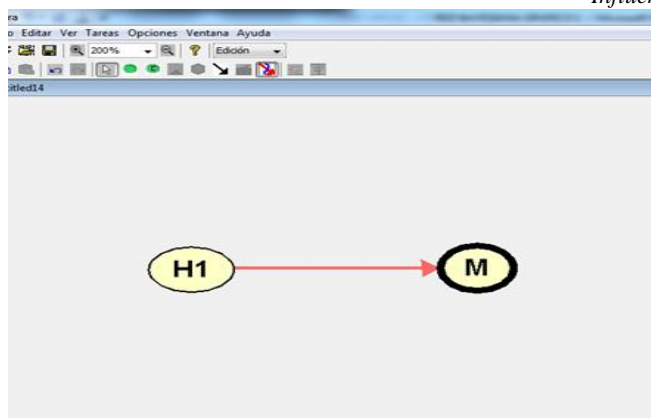 Influen
ra
o Editar Ver Tareas Opciones Ventana Ayuda
200% Edición
titled14
H1 M